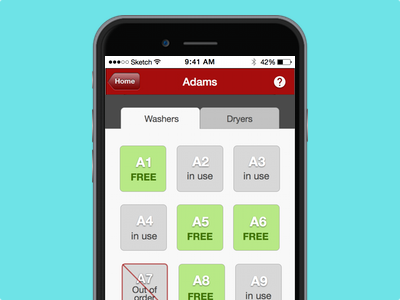 ●●●○○ Sketch 9:41 AM 42%
Home Adams ?
Washers Dryers
A1 A2 A3
FREE in use in use
A4 A5 A6
in use FREE FREE
A7 A8 A9
Out of order FREE in use